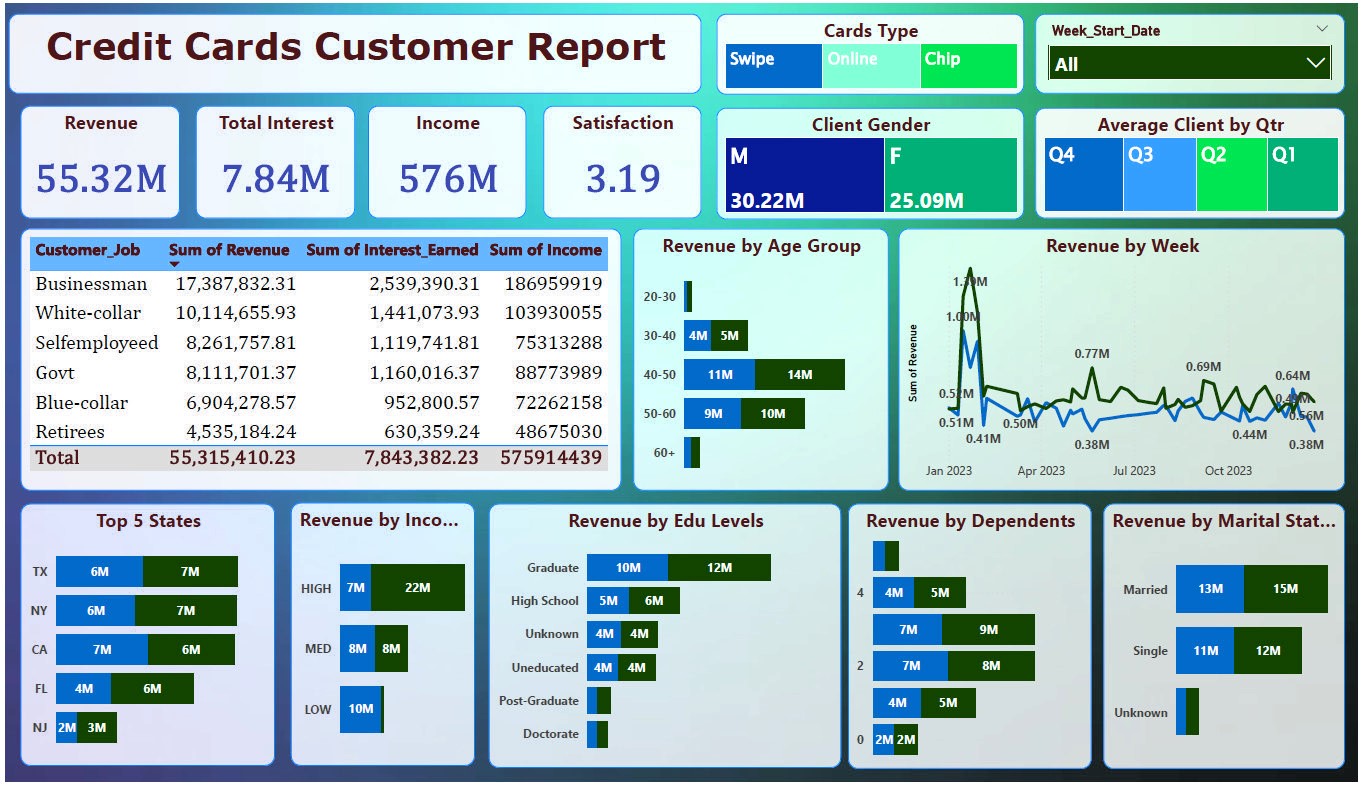 Credit Cards Customer Report
Cards Type
Swipe Online Chip
Week_Start_Date
All
Revenue
55.32M
Total Interest
7.84M
Income
576M
Satisfaction
3.19
Client Gender
M F
30.22M 25.09M
Average Client by Qtr
Q4 Q3 Q2 Q1
Customer_Job Sum of Revenue Sum of Interest_Earned Sum of Income
Businessman 17,387,832.31 2,539,390.31 186959919
White-collar 10,114,655.93 1,441,073.93 103930055
Selfemployeed 8,261,757.81 1,119,741.81 75313288
Govt 8,111,701.37 1,160,016.37 88773989
Blue-collar 6,904,278.57 952,800.57 72262158
Retirees 4,535,184.24 630,359.24 48675030
Total 55,315,410.23 7,843,382.23 575914439
Revenue by Age Group
20-30
30-40 4M 5M
40-50 11M 14M
50-60 9M 10M
60+
Revenue by Week
Sum of Revenue
1.39M
1.00M
0.77M
0.69M
0.64M
0.52M
0.56M
0.51M
0.50M
0.41M
0.38M
0.44M
0.38M
Jan 2023 Apr 2023 Jul 2023 Oct 2023
Top 5 States
TX 6M 7M
NY 6M 7M
CA 7M 6M
FL 4M 6M
NJ 2M 3M
Revenue by Inco...
HIGH 7M 22M
MED 8M 8M
LOW 10M
Revenue by Edu Levels
Graduate 10M 12M
High School 5M 6M
Unknown 4M 4M
Uneducated 4M 4M
Post-Graduate
Doctorate
Revenue by Dependents
4 4M 5M
7M 9M
2 7M 8M
4M 5M
0 2M 2M
Revenue by Marital Stat...
Married 13M 15M
Single 11M 12M
Unknown